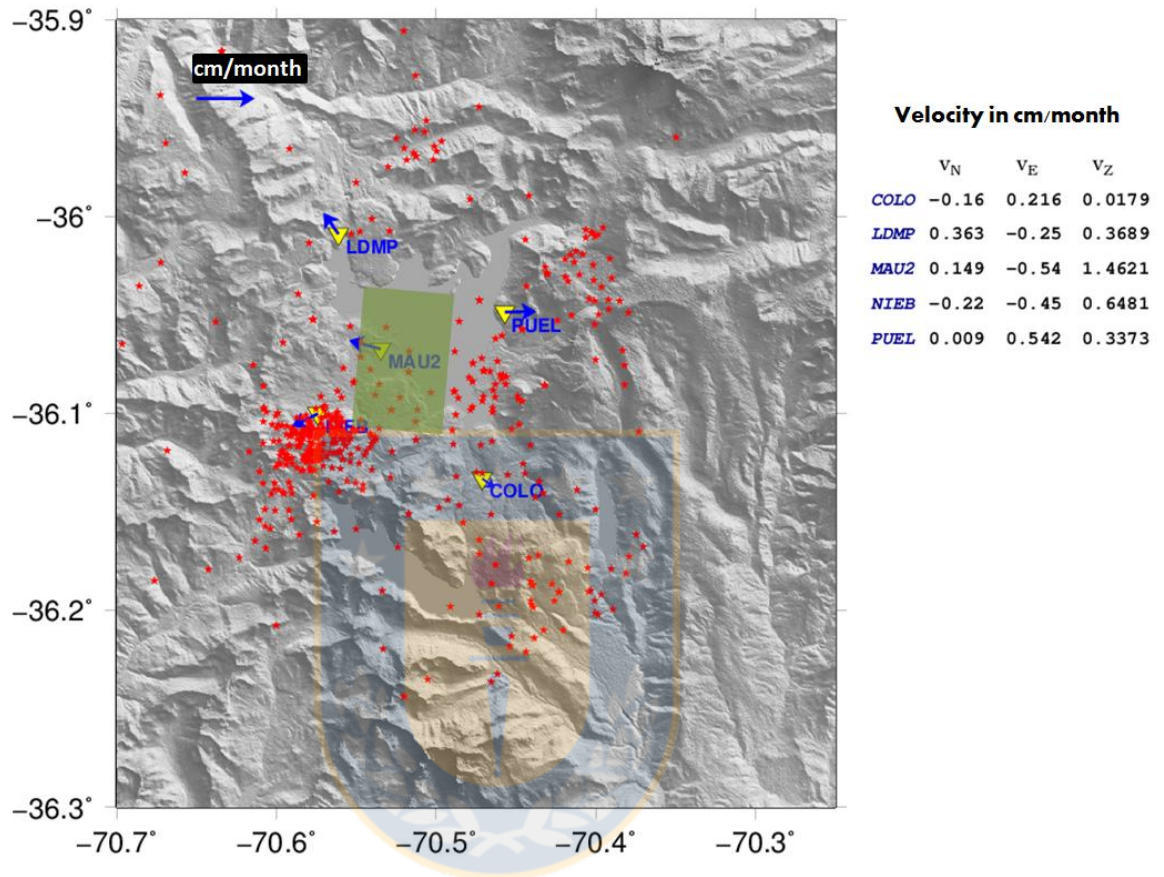 −35.9°
cm/month
−36°
−36.1°
−36.2°
−36.3°
−70.7° −70.6° −70.5° −70.4° −70.3°
LDMP
PUEL
MAU2
COLO
Velocity in cm/month
VN VE VZ
COLO −0.16 0.216 0.0179
LDMP 0.363 −0.25 0.3689
MAU2 0.149 −0.54 1.4621
NIEB −0.22 −0.45 0.6481
PUEL 0.009 0.542 0.3373